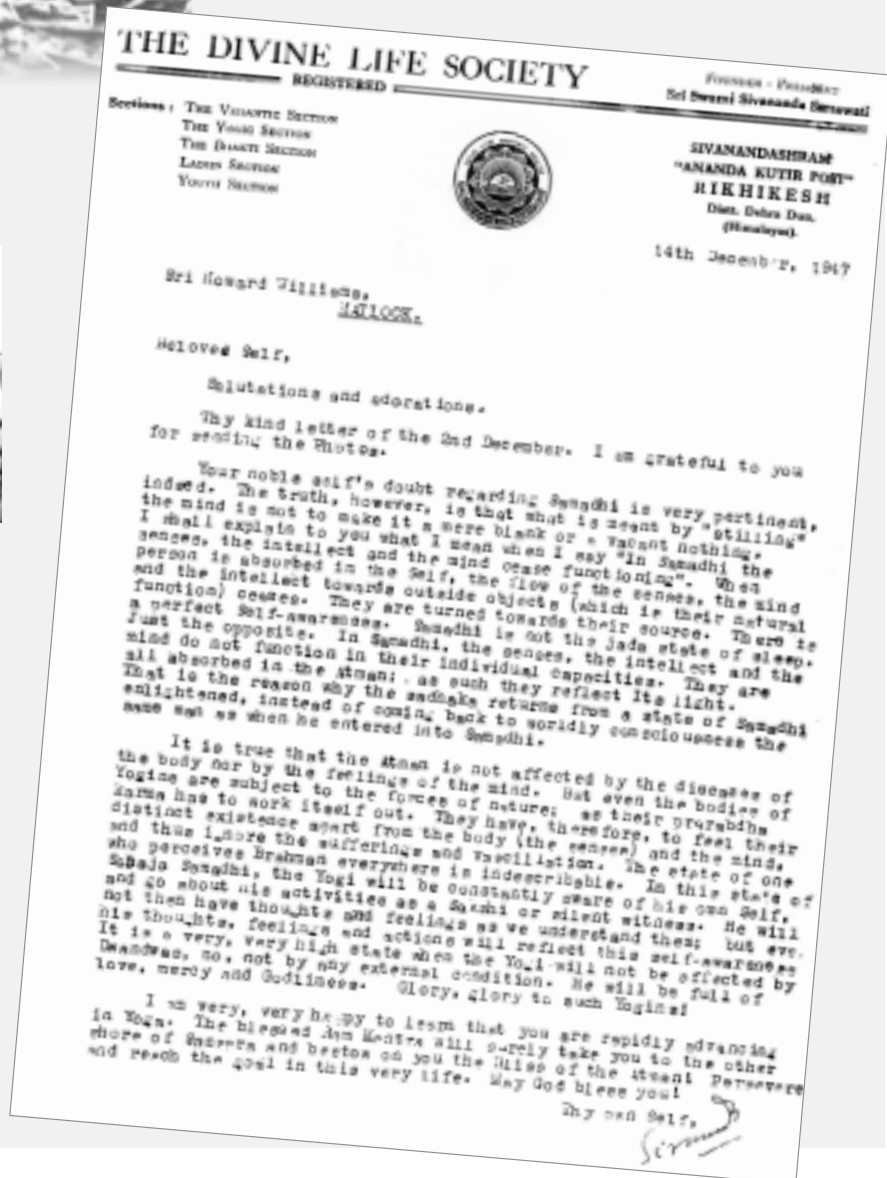 THE DIVINE LIFE SOCIETY
REGISTERED
FOUNDER - PRESIDENT
Sri Swami Sivananda Saraswati
Sections : THE VEDANTIC SECTION
THE YOGIC SECTION
THE BHAKTI SECTION
LADIES SECTION
YOUTH SECTION
SIVANANDASHRAM
"ANANDA KUTIR POST"
RIKHIKESH
Distt. Dehra Dun,
(Himalayas).
14th December, 1947
Sri Howard Williams,
MATLOCK.
Beloved Self,
Salutations and adorations.
Thy kind letter of the 2nd December. I am grateful to you
for sending the Photos.
Your noble self's doubt regarding Samadhi is very pertinent,
indeed. The truth, however, is that what is meant by "stilling"
the mind is not to make it a mere blank or a vacant nothing.
I shall explain to you what I mean when I say "In Samadhi the
senses, the intellect and the mind cease functioning". When
person is absorbed in the Self, the flow of the senses, the mind
and the intellect towards outside objects (which is their natural
function) ceases. They are turned towards their source. There is
a perfect Self-awareness. Samadhi is not the jada state of sleep.
Just the opposite. In Samadhi, the senses, the intellect and the
mind do not function in their individual capacities. They are
all absorbed in the Atman; as such they reflect Its light.
That is the reason why the sadhaka returns from a state of Samadhi
enlightened, instead of coming back to worldly consciousness the
same man as when he entered into Samadhi.
It is true that the Atman is not affected by the diseases of
the body nor by the feelings of the mind. But even the bodies of
Yogins are subject to the forces of nature; as their prarabdha
Karma has to work itself out. They have, therefore, to feel their
distinct existence apart from the body (the senses) and the mind,
and thus ignore the sufferings and vascillation. The state of one
who perceives Brahman everywhere is indescribable. In this state of
Sahaja Samadhi, the Yogi will be constantly aware of his own Self,
and go about his activities as a Sakshi or silent witness. He will
not then have thoughts and feelings as we understand them; but eve.
his thoughts, feelings and actions will reflect this self-awareness
It is a very, very high state when the Yogi will not be affected by
Dwandwas, no, not by any external condition. He will be full of
love, mercy and Godliness. Glory, glory to such Yogins!
I am very, very happy to learn that you are rapidly advancing
in Yoga. The blessed Mantra will surely take you to the other
shore of Samsara and bestow on you the Bliss of the Atman! Persevere
and reach the goal in this very life. May God bless you!
Thy own Self,